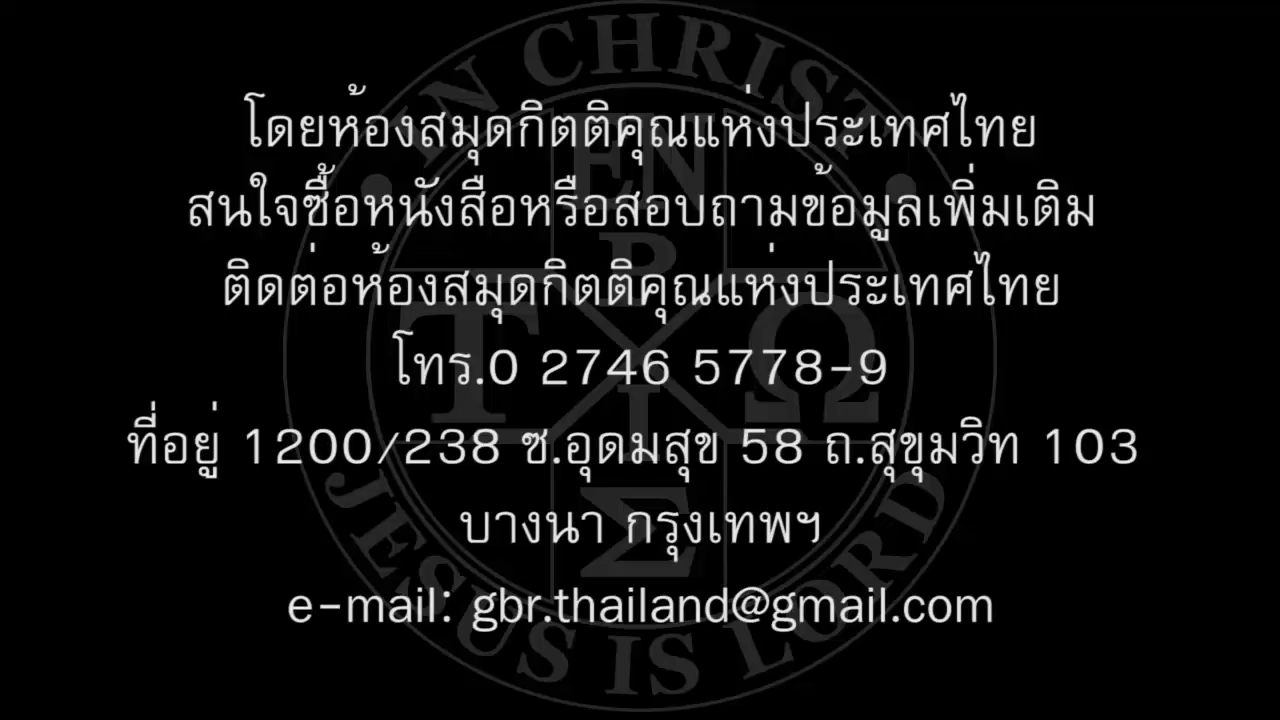 IN CHRIST
โดยห้องสมุดกิตติคุณแห่งประเทศไทย
สนใจซื้อหนังสือหรือสอบถามข้อมูลเพิ่มเติม
ติดต่อห้องสมุดกิตติคุณแห่งประเทศไทย
โทร.0 2746 5778-9
ที่อยู่ 1200/238 ซ.อุดมสุข 58 ถ.สุขุมวิท 103
บางนา กรุงเทพฯ
e-mail: gbr.thailand@gmail.com
JESUS IS LORD